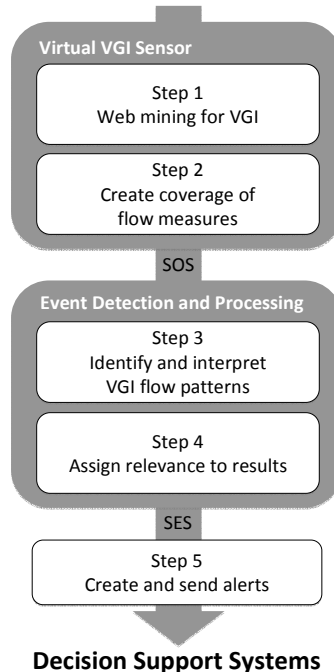 Virtual VGI Sensor
Step 1
Web mining for VGI
Step 2
Create coverage of
flow measures
SOS
Event Detection and Processing
Step 3
Identify and interpret
VGI flow patterns
Step 4
Assign relevance to results
SES
Step 5
Create and send alerts
Decision Support Systems